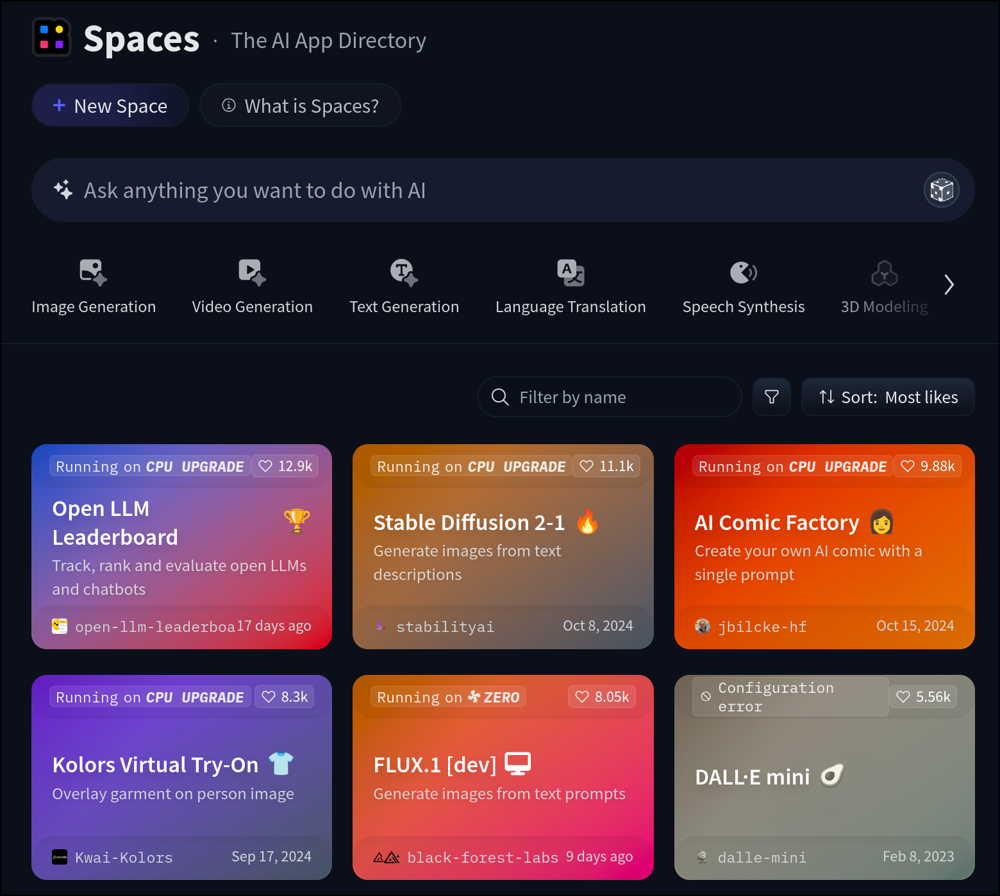 Spaces · The AI App Directory
+ New Space
What is Spaces?
Ask anything you want to do with AI
Image Generation
Video Generation
Text Generation
Language Translation
Speech Synthesis
3D Modeling
Filter by name
Sort: Most likes
Running on CPU UPGRADE
12.9k
Open LLM
Leaderboard
Track, rank and evaluate open LLMs
and chatbots
open-llm-leaderboa
17 days ago
Running on CPU UPGRADE
11.1k
Stable Diffusion 2-1
Generate images from text
descriptions
stabilityai
Oct 8, 2024
Running on CPU UPGRADE
9.88k
AI Comic Factory
Create your own AI comic with a
single prompt
jbilcke-hf
Oct 15, 2024
Running on CPU UPGRADE
8.3k
Kolors Virtual Try-On
Overlay garment on person image
Kwai-Kolors
Sep 17, 2024
Running on ZERO
8.05k
FLUX.1 [dev]
Generate images from text prompts
black-forest-labs
9 days ago
Configuration
error
5.56k
DALL·E mini
dalle-mini
Feb 8, 2023